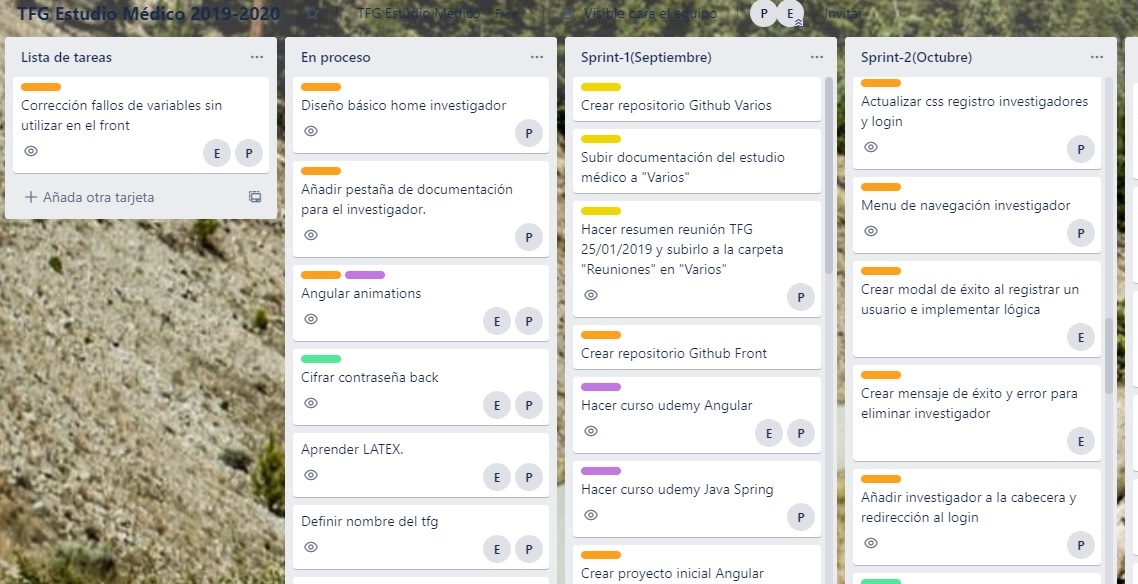 TFG Estudio Médico 2019-2020
TFG Estudio Médico
Free
Visible para el equipo
P
E
Invitar
Lista de tareas
Corrección fallos de variables sin
utilizar en el front
E
P
+ Añada otra tarjeta
En proceso
Diseño básico home investigador
P
Añadir pestaña de documentación
para el investigador.
P
Angular animations
E
P
Cifrar contraseña back
E
P
Aprender LATEX.
E
P
Definir nombre del tfg
E
P
Sprint-1(Septiembre)
Crear repositorio Github Varios
Subir documentación del estudio
médico a "Varios"
Hacer resumen reunión TFG
25/01/2019 y subirlo a la carpeta
"Reuniones" en "Varios"
P
Crear repositorio Github Front
Hacer curso udemy Angular
E
P
Hacer curso udemy Java Spring
P
Crear proyecto inicial Angular
Sprint-2(Octubre)
Actualizar css registro investigadores
y login
P
Menu de navegación investigador
P
Crear modal de éxito al registrar un
usuario e implementar lógica
E
Crear mensaje de éxito y error para
eliminar investigador
E
Añadir investigador a la cabecera y
redirección al login
P